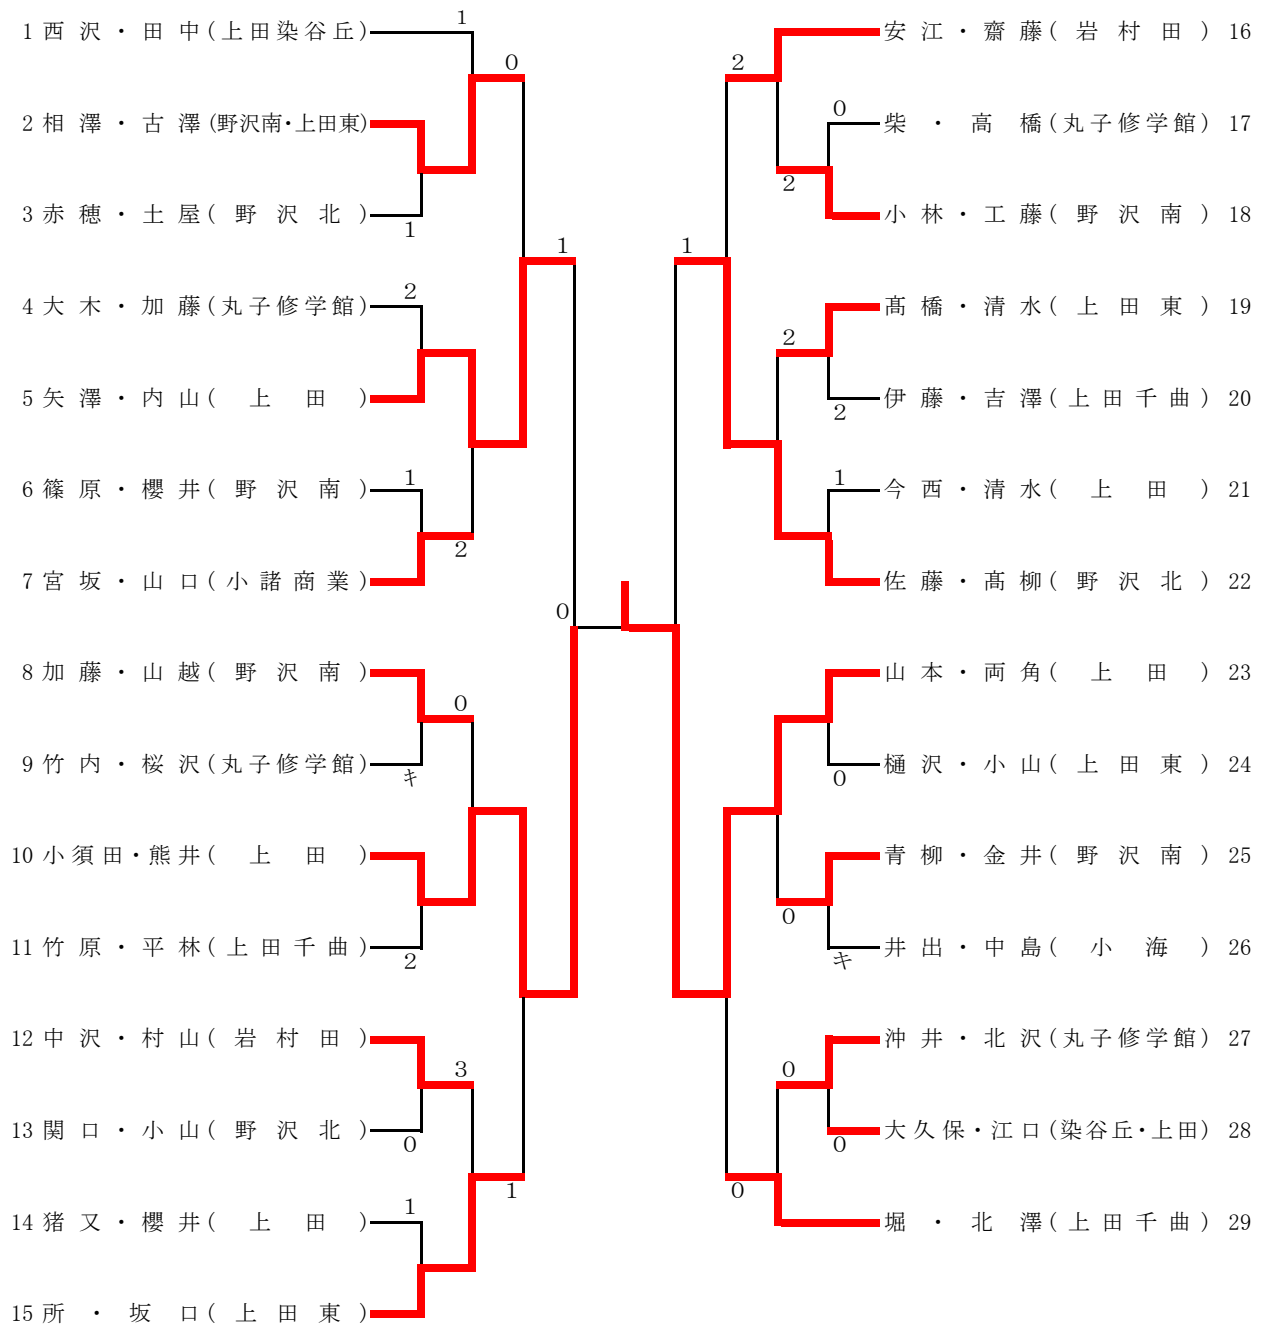 1 西沢・田中(上田染谷丘)
2 相澤・古澤(野沢南・上田東)
3 赤穂・土屋(野沢北)
4 大木・加藤(丸子修学館)
5 矢澤・内山(上田)
6 篠原・櫻井(野沢南)
7 宮坂・山口(小諸商業)
8 加藤・山越(野沢南)
9 竹内・桜沢(丸子修学館)
10 小須田・熊井(上田)
11 竹原・平林(上田千曲)
12 中沢・村山(岩村田)
13 関口・小山(野沢北)
14 猪又・櫻井(上田)
15 所・坂口(上田東)
1
0
1
1
2
1
2
0
0
キ
2
3
0
1
1
安江・齋藤(岩村田) 16
柴・高橋(丸子修学館) 17
小林・工藤(野沢南) 18
髙橋・清水(上田東) 19
伊藤・吉澤(上田千曲) 20
今西・清水(上田) 21
佐藤・髙柳(野沢北) 22
山本・両角(上田) 23
樋沢・小山(上田東) 24
青柳・金井(野沢南) 25
井出・中島(小海) 26
沖井・北沢(丸子修学館) 27
大久保・江口(染谷丘・上田) 28
堀・北澤(上田千曲) 29
2
0
2
1
2
2
1
0
0
キ
0
0
0